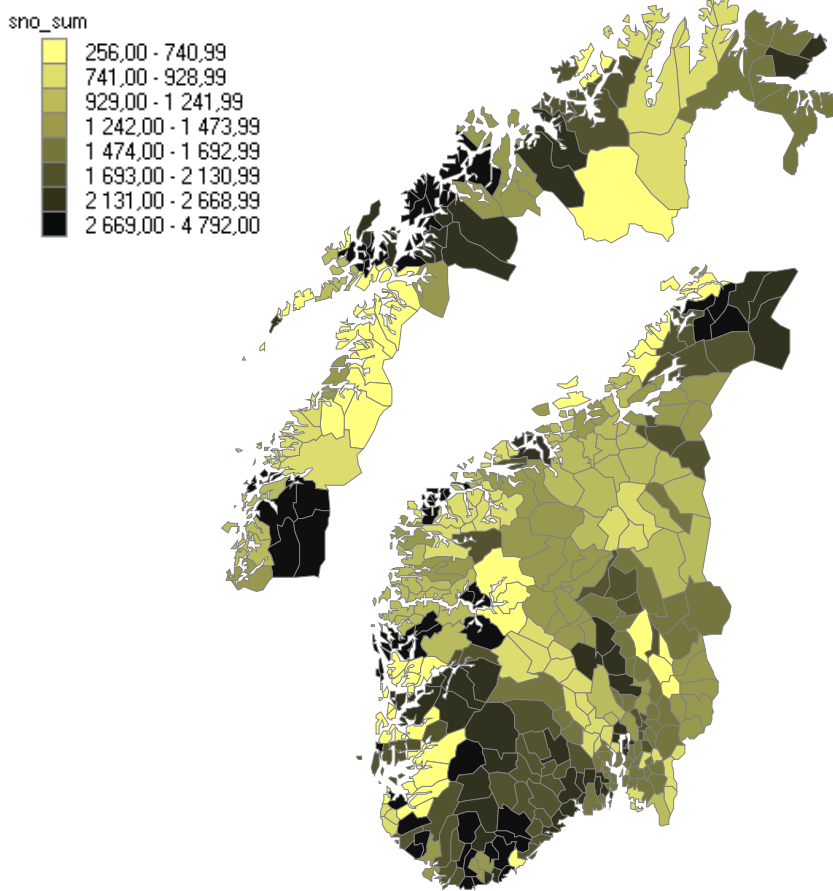 sno_sum
256,00 - 740,99
741,00 - 928,99
929,00 - 1 241,99
1 242,00 - 1 473,99
1 474,00 - 1 692,99
1 693,00 - 2 130,99
2 131,00 - 2 668,99
2 669,00 - 4 792,00